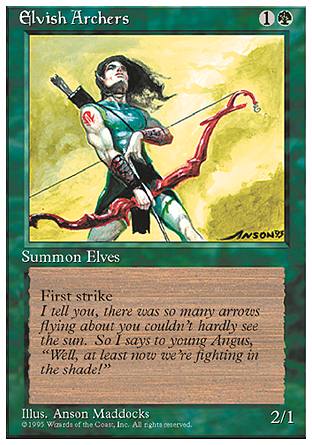 Elvish Archers 1
ANSON 95
Summon Elves
First strike
I tell you, there was so many arrows
flying about you couldn't hardly see
the sun. So I says to young Angus,
"Well, at least now we're fighting in
the shade!"
Illus. Anson Maddocks
©1995 Wizards of the Coast, Inc. All rights reserved.
2/1